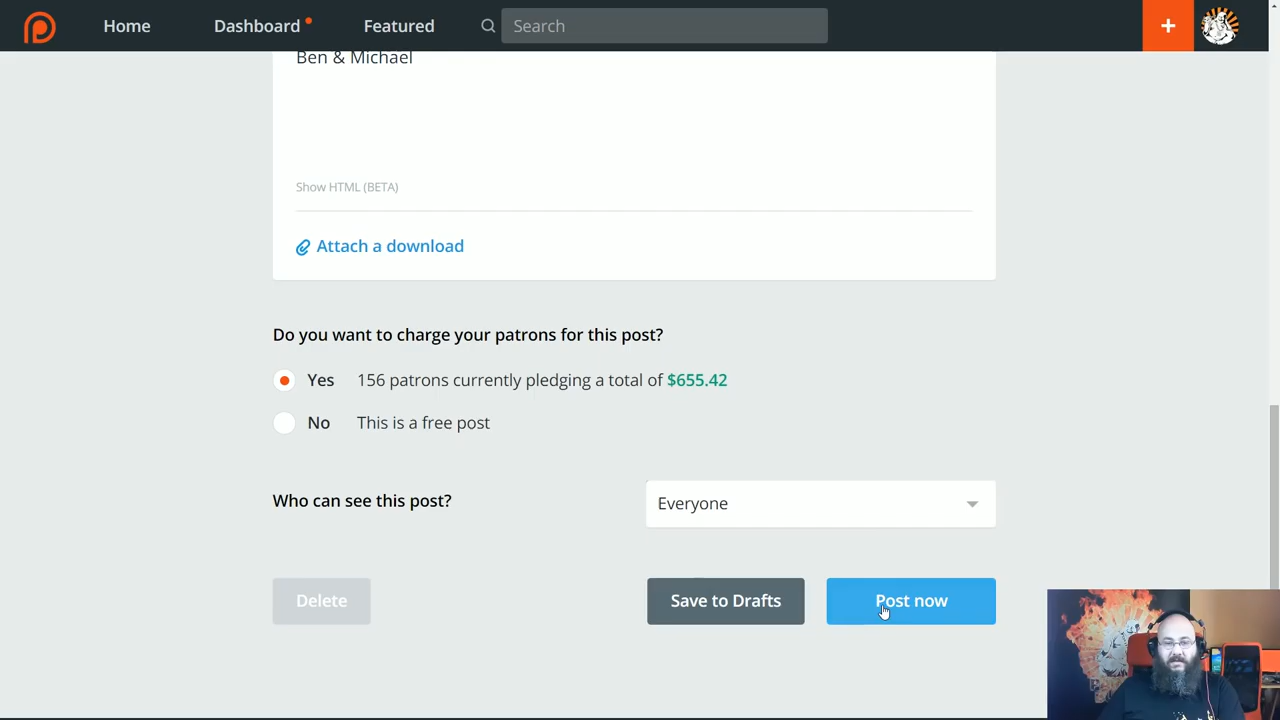 Home Dashboard Featured Search +
Ben & Michael
Show HTML (BETA)
Attach a download
Do you want to charge your patrons for this post?
Yes 156 patrons currently pledging a total of $655.42
No This is a free post
Who can see this post? Everyone
Delete Save to Drafts Post now